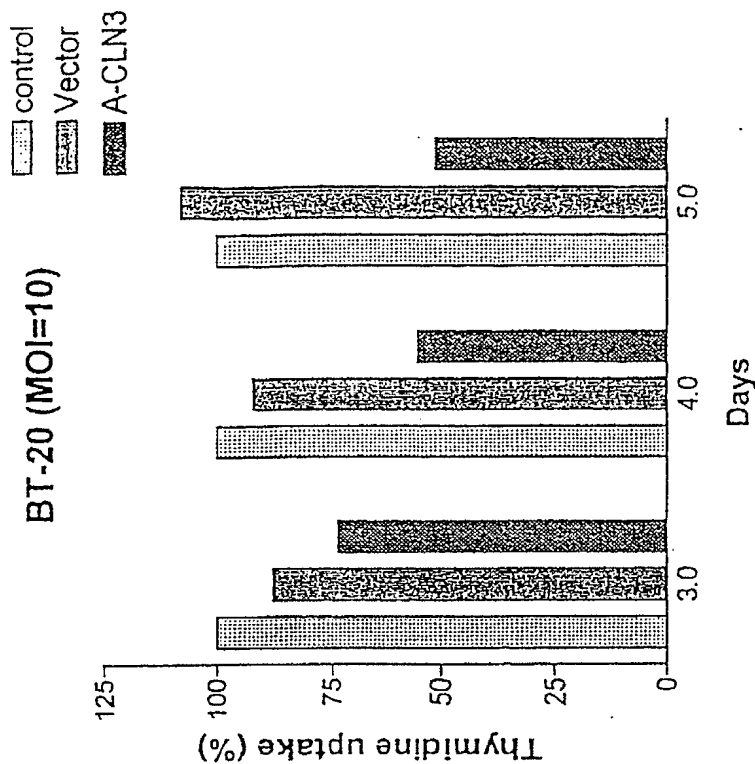 BT-20 (MOI=10)
control
Vector
A-CLN3
Thymidine uptake (%)
125
100
75
50
25
0
3.0
4.0
5.0
Days